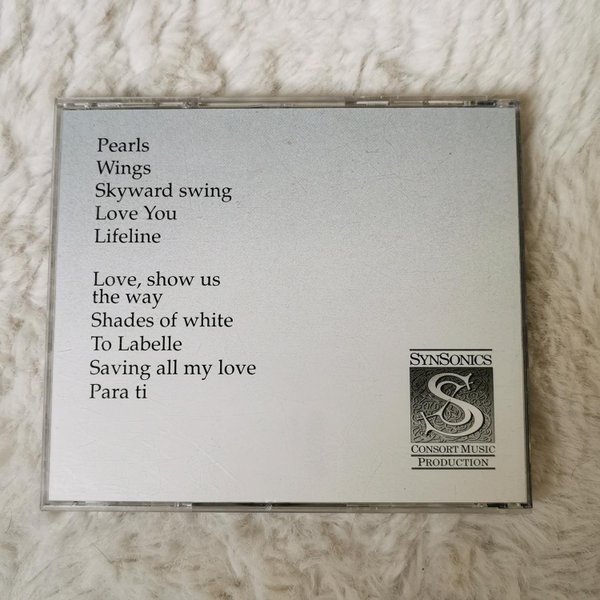 Pearls
Wings
Skyward swing
Love You
Lifeline
Love, show us
the way
Shades of white
To Labelle
Saving all my love
Para ti
SYNSONICS
S
CONSORT MUSIC
PRODUCTION